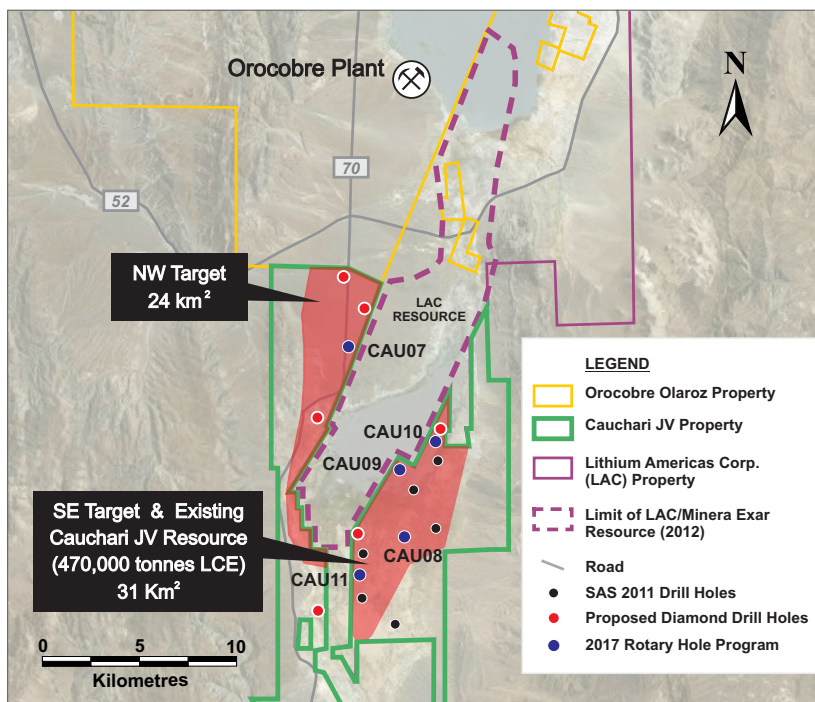 Orocobre Plant
N
70
52
NW Target
24 km²
LAC
RESOURCE
CAU07
CAU10
CAU09
CAU08
CAU11
SE Target & Existing
Cauchari JV Resource
(470,000 tonnes LCE)
31 Km²
0 5 10
Kilometres
LEGEND
Orocobre Olaroz Property
Cauchari JV Property
Lithium Americas Corp.
(LAC) Property
Limit of LAC/Minera Exar
Resource (2012)
Road
SAS 2011 Drill Holes
Proposed Diamond Drill Holes
2017 Rotary Hole Program